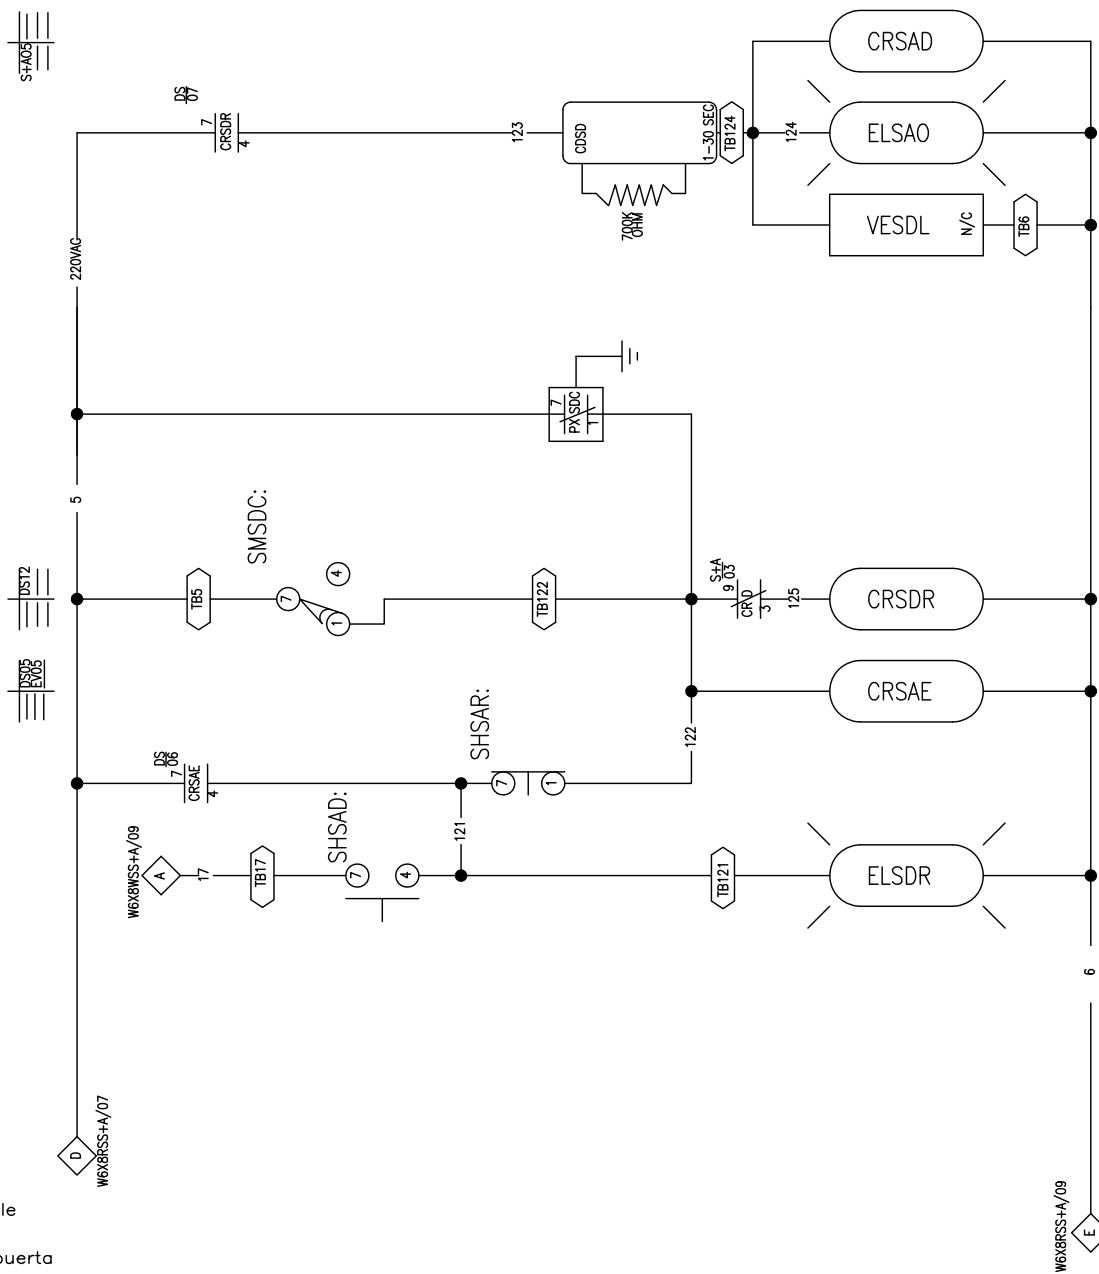 S+A05
CRSAD
DS
07
7
CRSDR
4
123
CDSD
1-30 SEC
TB124
124
ELSAO
700K
OHM
VESDL
N/C
TB6
220VAC
7
PX SDC
1
5
SMSDC:
DS12
TB5
7
4
1
TB122
S+A
9 03
CR D
3
125
CRSDR
DS05
EV05
CRSAE
SHSAR:
122
DS
06
7
CRSAE
4
7
1
SHSAD:
121
W6X8WSS+A/09
A
17
TB17
7
4
TB121
ELSDR
6
D
W6X8RSS+A/07
le
W6X8RSS+A/09
E
puerta